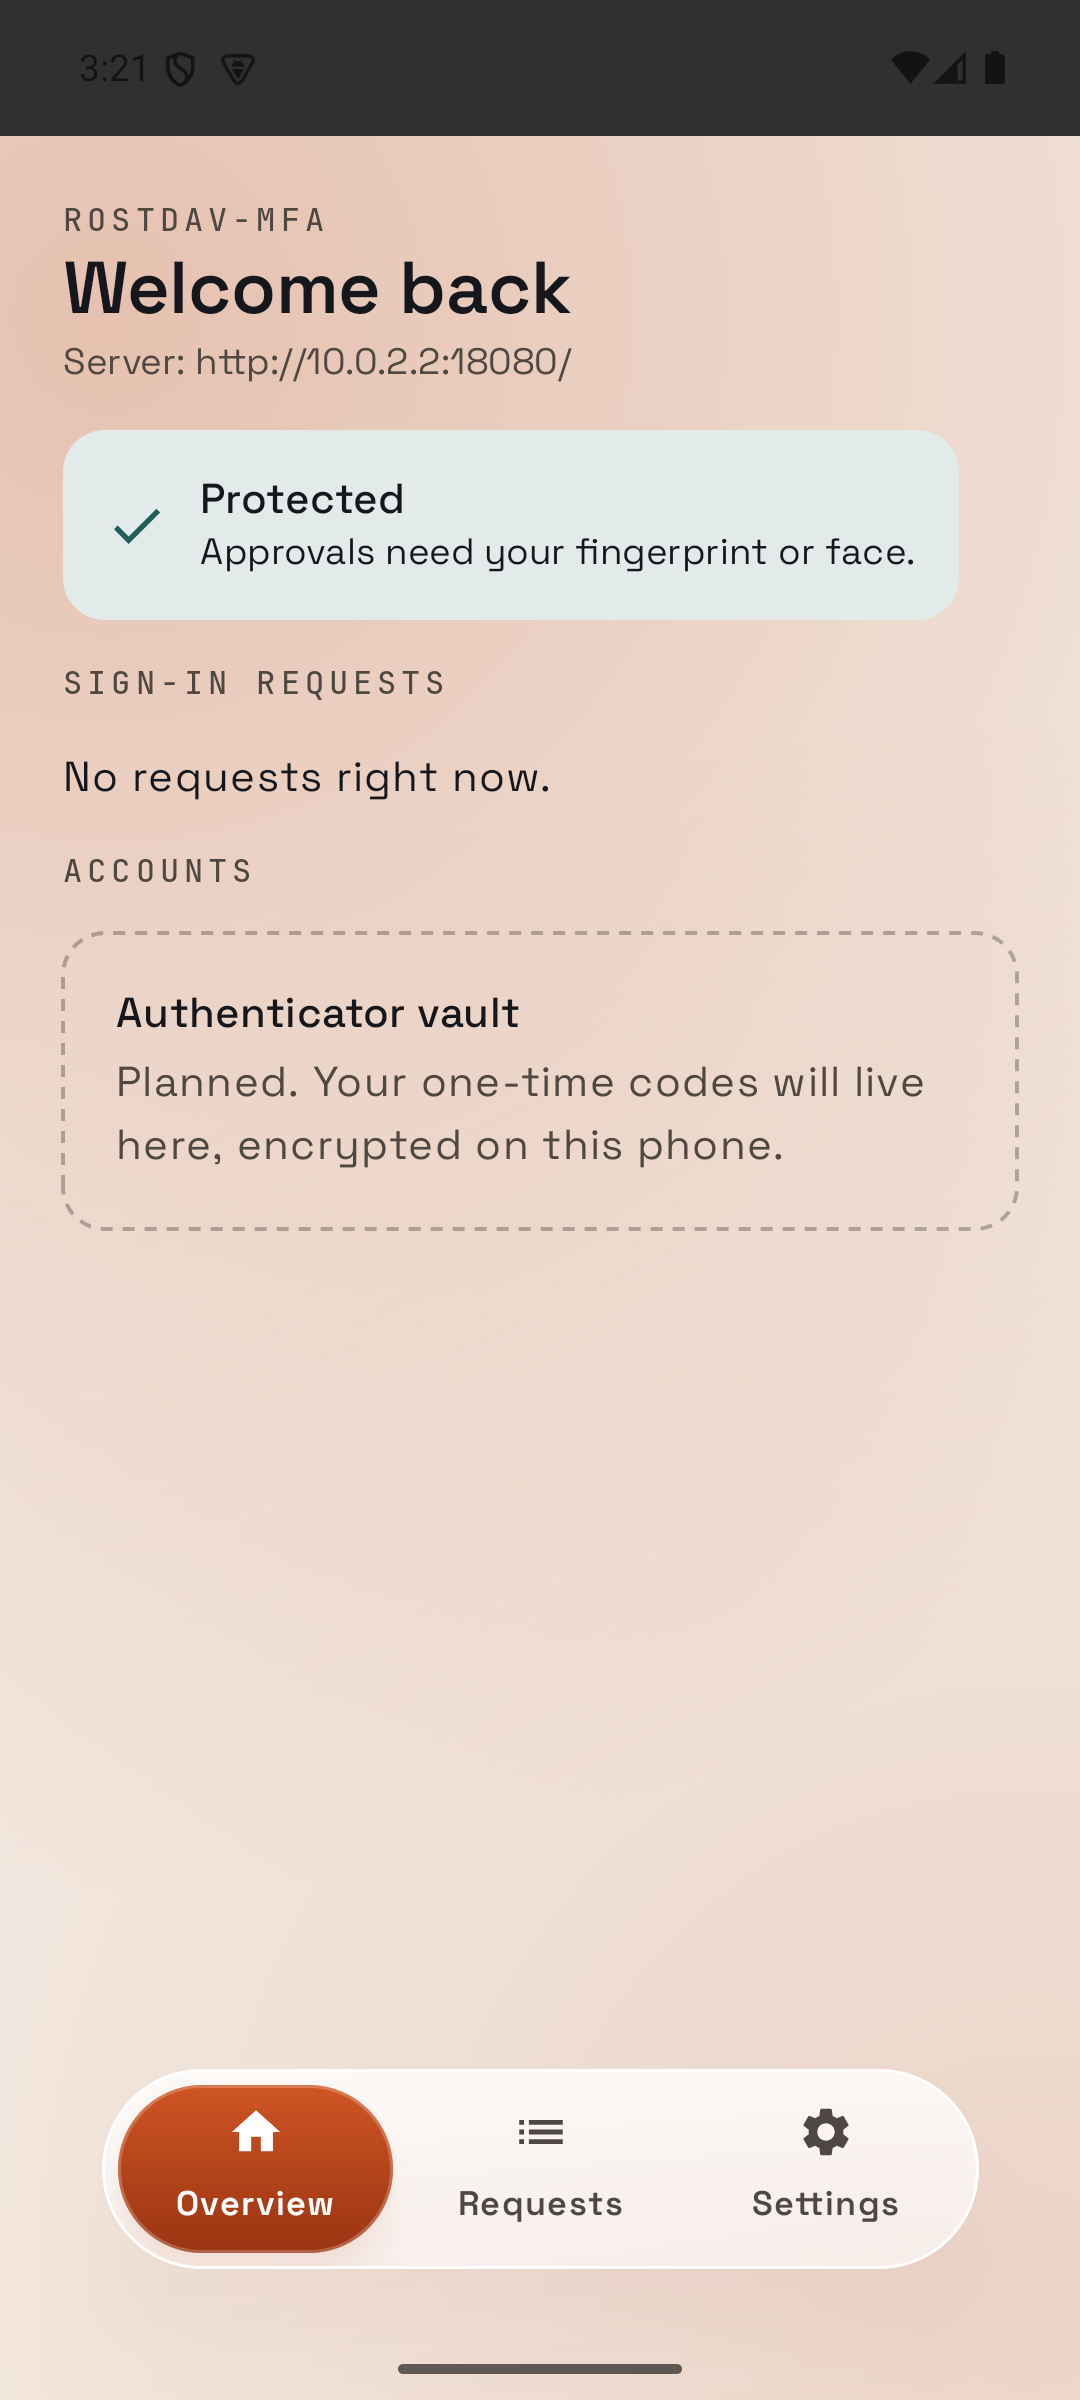 3:21
ROSTDAV-MFA
Welcome back
Server: http://10.0.2.2:18080/
Protected
Approvals need your fingerprint or face.
SIGN-IN REQUESTS
No requests right now.
ACCOUNTS
Authenticator vault
Planned. Your one-time codes will live
here, encrypted on this phone.
Overview
Requests
Settings